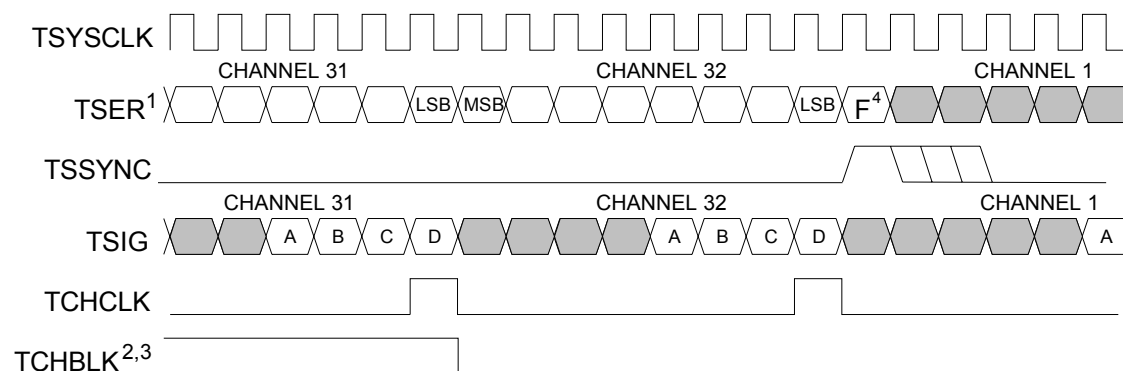 TSYSCLK
CHANNEL 31 CHANNEL 32 CHANNEL 1
TSER1 LSB MSB LSB F4
TSSYNC
CHANNEL 31 CHANNEL 32 CHANNEL 1
TSIG A B C D A B C D A
TCHCLK
TCHBLK2,3